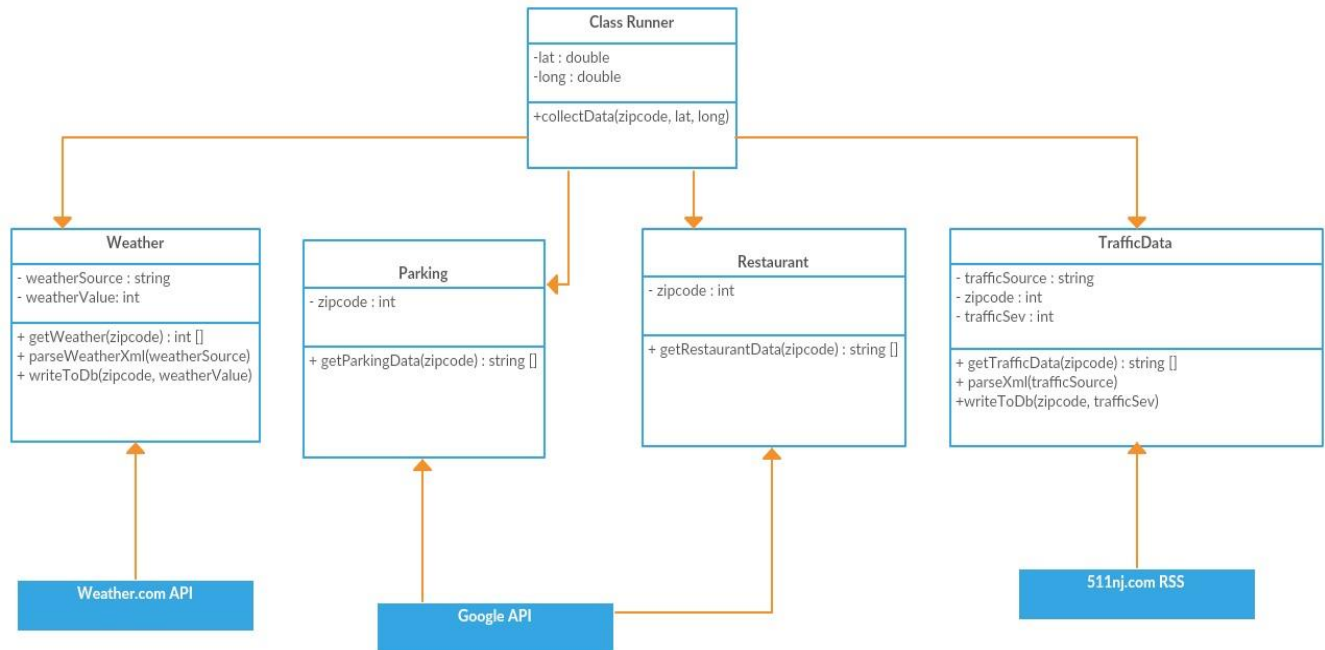 Class Runner
-lat : double
-long : double
+collectData(zipcode, lat, long)
Weather
- weatherSource : string
- weatherValue: int
+ getWeather(zipcode) : int []
+ parseWeatherXml(weatherSource)
+ writeToDb(zipcode, weatherValue)
Parking
- zipcode : int
+ getParkingData(zipcode) : string []
Restaurant
- zipcode : int
+ getRestaurantData(zipcode) : string []
TrafficData
- trafficSource : string
- zipcode : int
- trafficSev : int
+ getTrafficData(zipcode) : string []
+ parseXml(trafficSource)
+writeToDb(zipcode, trafficSev)
Weather.com API
Google API
511nj.com RSS